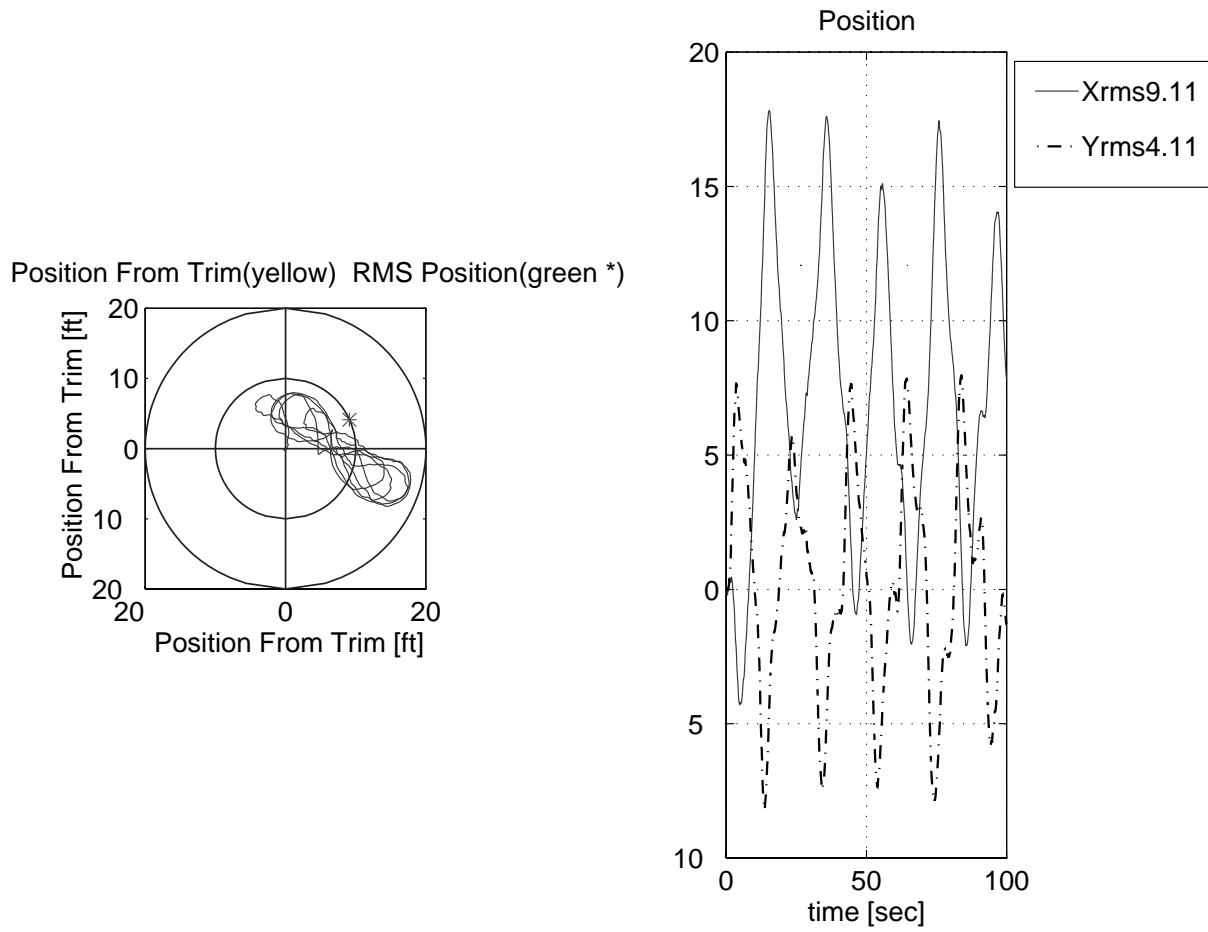 Position From Trim(yellow) RMS Position(green *)
20
10
0
10
20
Position From Trim [ft]
20 0 20
Position From Trim [ft]
Position
20
15
10
5
0
5
10
0 50 100
time [sec]
Xrms9.11
Yrms4.11